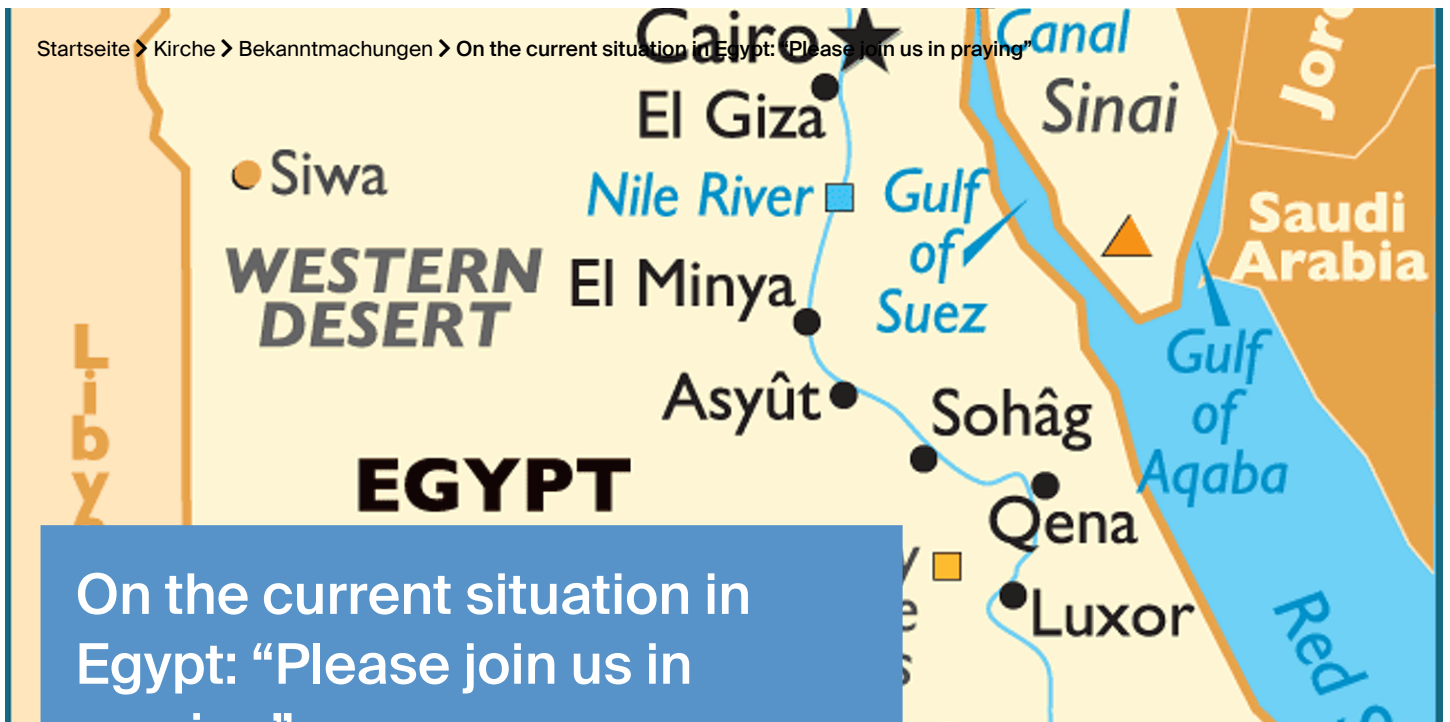 Startseite > Kirche > Bekanntmachungen > On the current situation in Egypt: “Please join us in praying”
Cairo
Canal
El Giza
Sinai
Siwa
Nile River
Gulf
of
Suez
Saudi
Arabia
WESTERN
DESERT
El Minya
Gulf
of
Aqaba
Asyût
Sohâg
EGYPT
Qena
Luxor
Red
On the current situation in
Egypt: “Please join us in